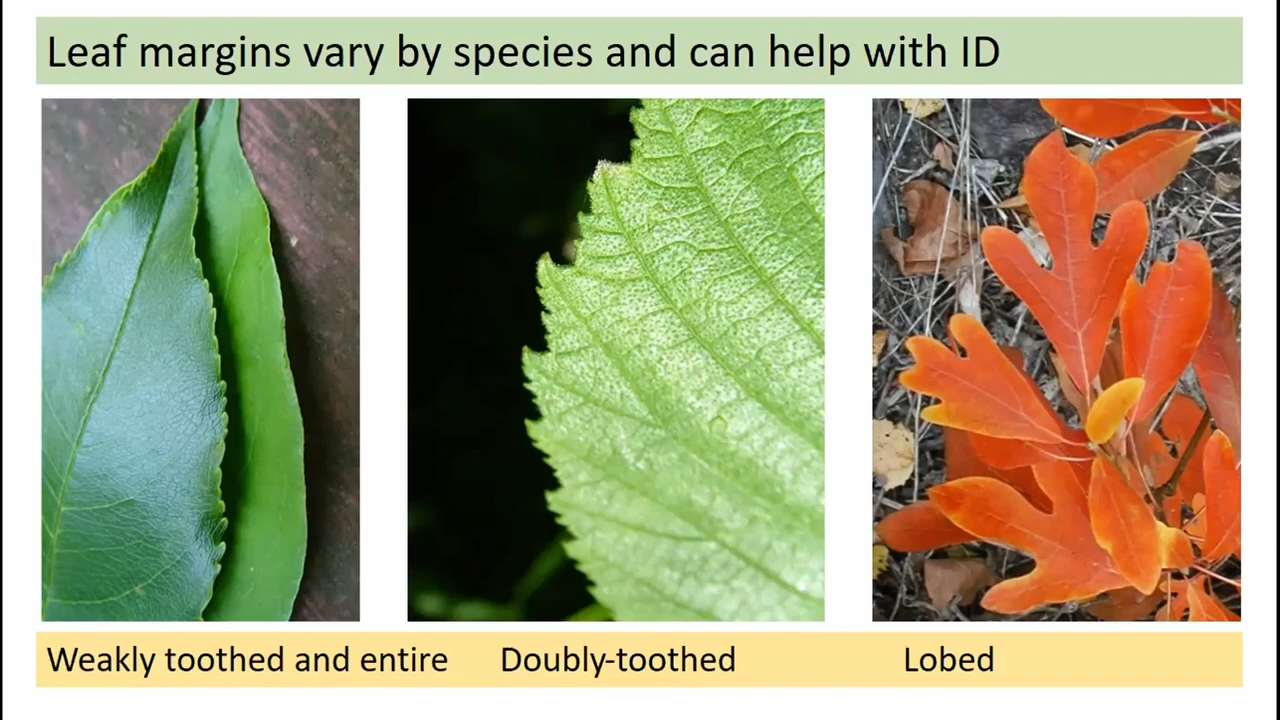 Leaf margins vary by species and can help with ID
Weakly toothed and entire
Doubly-toothed
Lobed